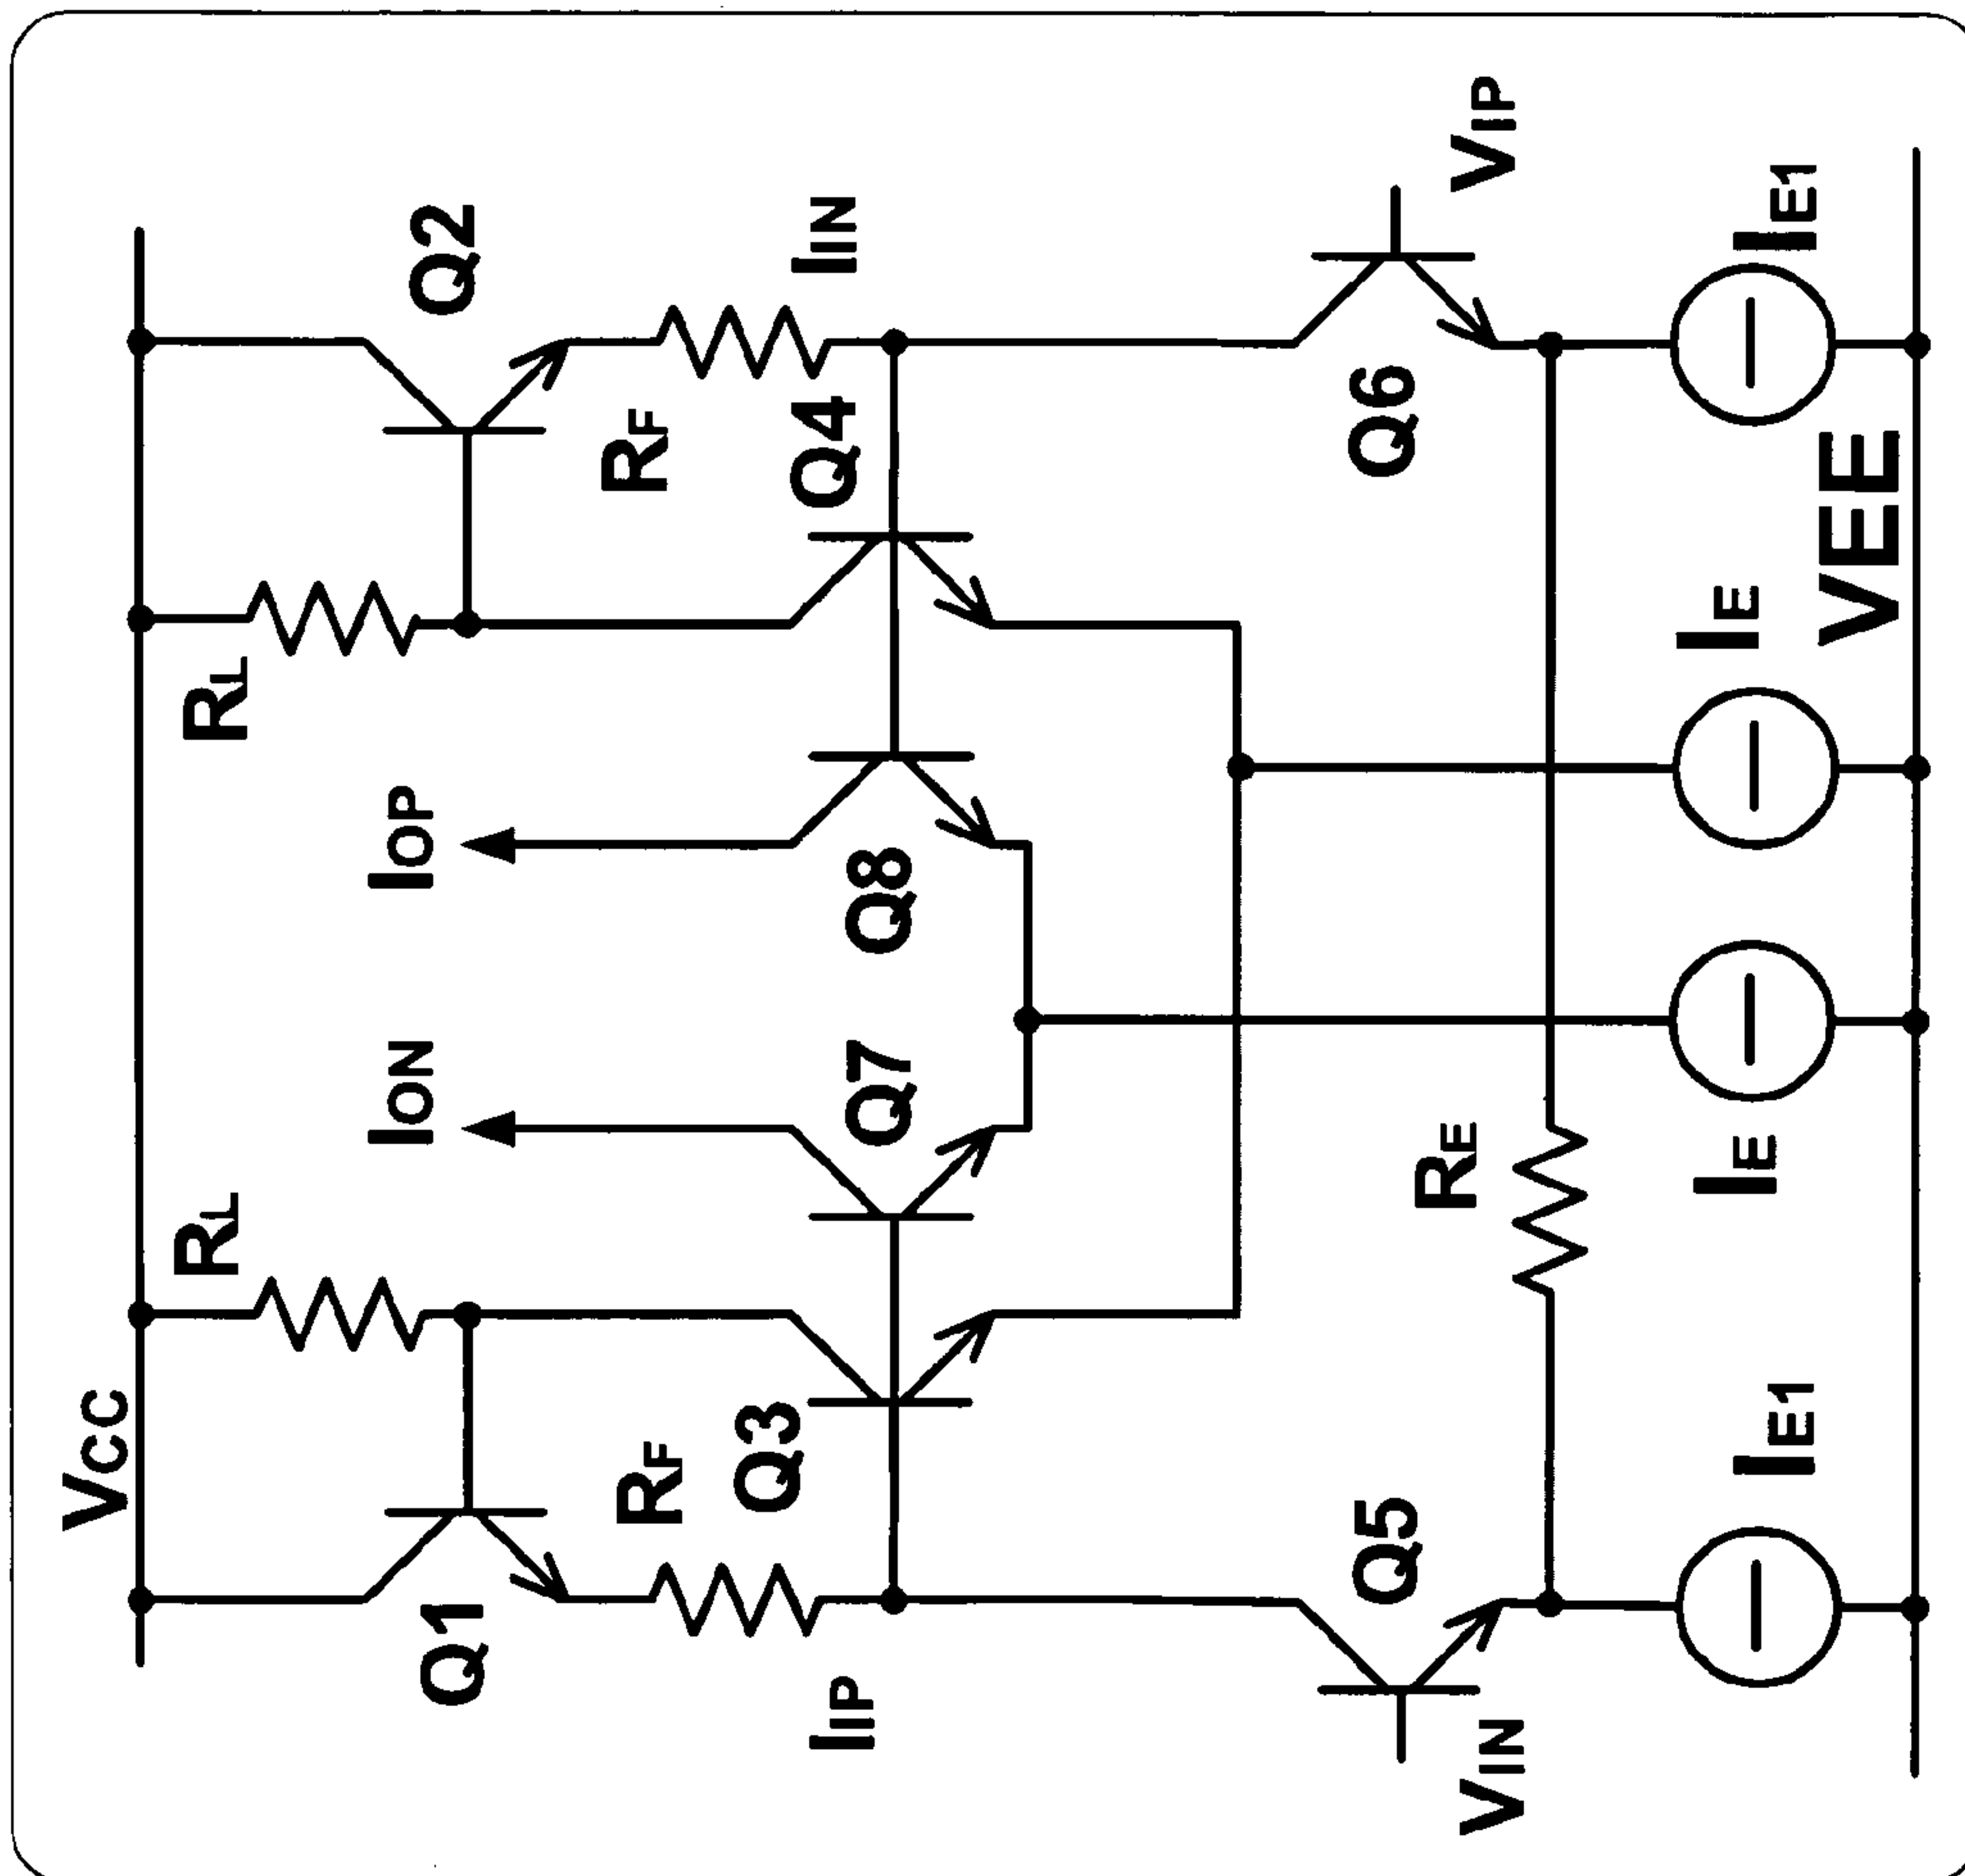 VCC
RL
RL
Q1
ION
IOP
Q2
RF
RF
Q3
Q4
IIP
Q7
Q8
IIN
Q5
RE
Q6
VIN
VIP
IE1
IE
IE
IE1
VEE